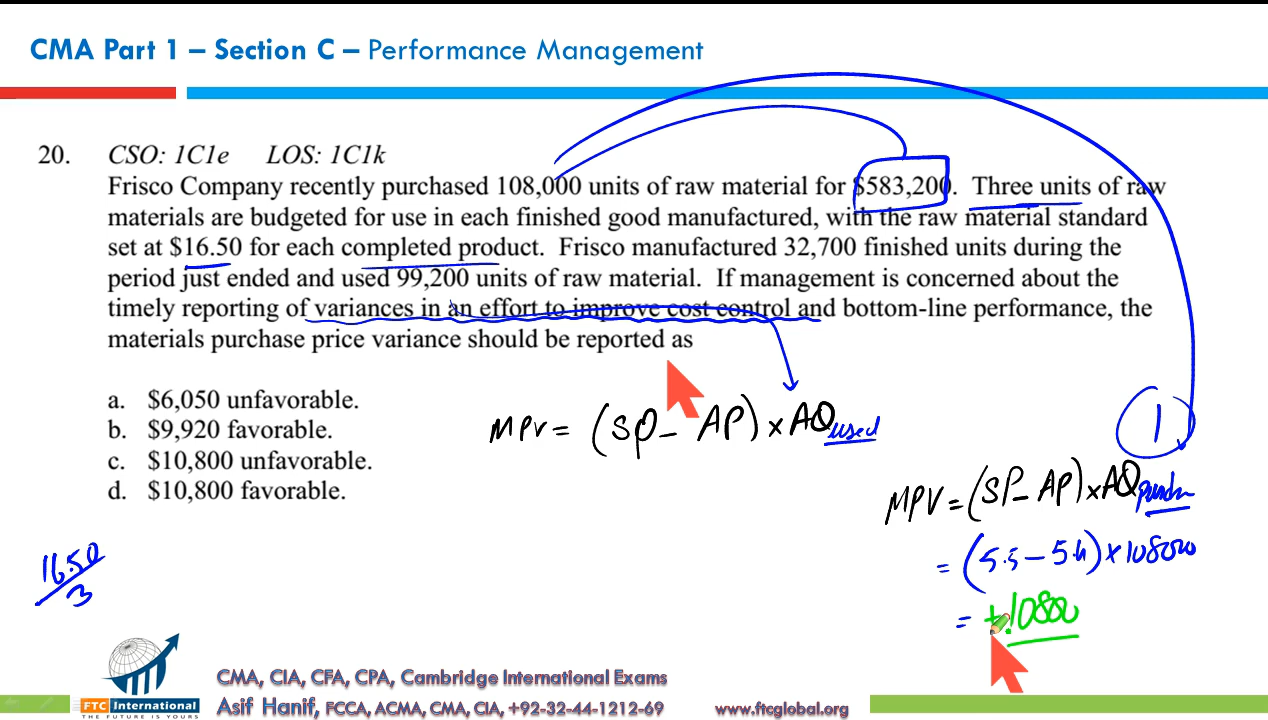 CMA Part 1 – Section C – Performance Management
20. CSO: 1C1e LOS: 1C1k
Frisco Company recently purchased 108,000 units of raw material for $583,200. Three units of raw
materials are budgeted for use in each finished good manufactured, with the raw material standard
set at $16.50 for each completed product. Frisco manufactured 32,700 finished units during the
period just ended and used 99,200 units of raw material. If management is concerned about the
timely reporting of variances in an effort to improve cost control and bottom-line performance, the
materials purchase price variance should be reported as
a. $6,050 unfavorable.
b. $9,920 favorable.
c. $10,800 unfavorable.
d. $10,800 favorable.
MPV = (SP - AP) × AQ used
1
MPV = (SP - AP) × AQ
= (5.5 - 5.4) × 108000
= +10800
16.50
3
FTC International
THE FUTURE IS YOURS
CMA, CIA, CFA, CPA, Cambridge International Exams
Asif Hanif, FCCA, ACMA, CMA, CIA, +92-32-44-1212-69 www.ftcglobal.org